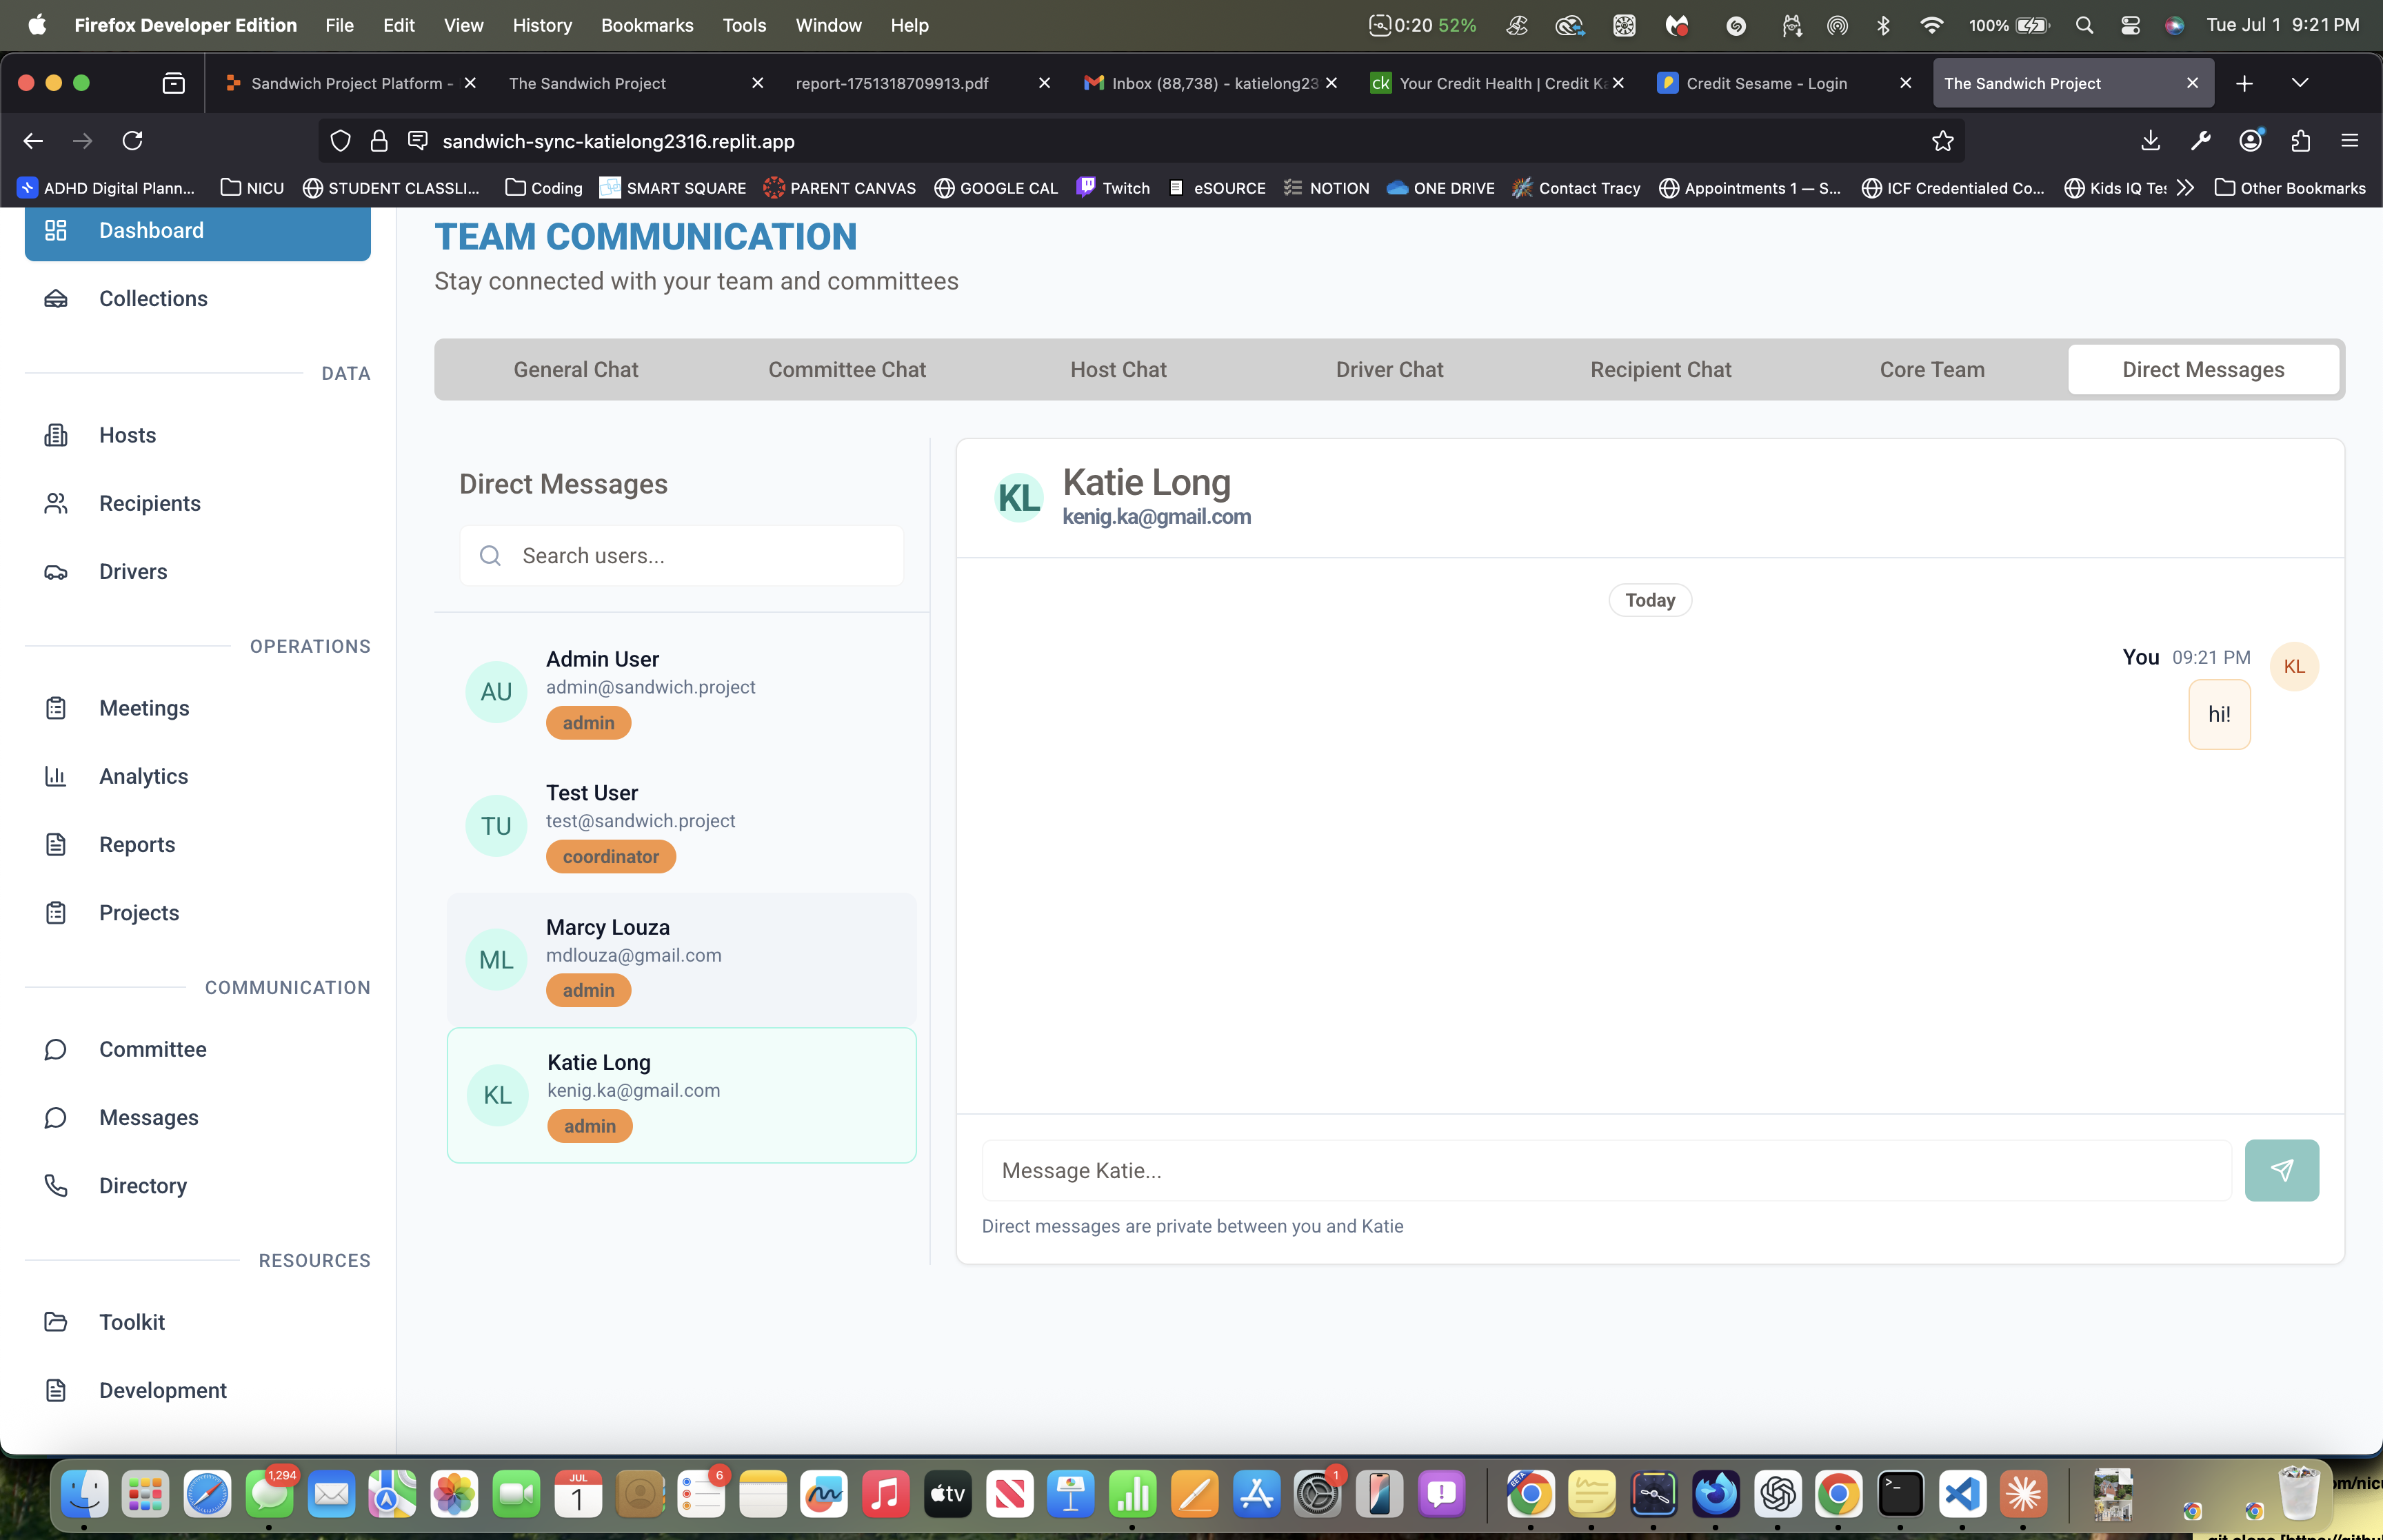 Firefox Developer Edition File Edit View History Bookmarks Tools Window Help 0:20 52% 100% Tue Jul 1 9:21 PM
Sandwich Project Platform - The Sandwich Project report-1751318709913.pdf Inbox (88,738) - katielong23 ck Your Credit Health | Credit Ka Credit Sesame - Login The Sandwich Project
sandwich-sync-katielong2316.replit.app
ADHD Digital Plann... NICU STUDENT CLASSLI... Coding SMART SQUARE PARENT CANVAS GOOGLE CAL Twitch eSOURCE NOTION ONE DRIVE Contact Tracy Appointments 1 — S... ICF Credentialed Co... Kids IQ Tes Other Bookmarks
Dashboard
Collections
DATA
Hosts
Recipients
Drivers
OPERATIONS
Meetings
Analytics
Reports
Projects
COMMUNICATION
Committee
Messages
Directory
RESOURCES
Toolkit
Development
TEAM COMMUNICATION
Stay connected with your team and committees
General Chat Committee Chat Host Chat Driver Chat Recipient Chat Core Team Direct Messages
Direct Messages
Search users...
AU
Admin User
admin@sandwich.project
admin
TU
Test User
test@sandwich.project
coordinator
ML
Marcy Louza
mdlouza@gmail.com
admin
KL
Katie Long
kenig.ka@gmail.com
admin
KL
Katie Long
kenig.ka@gmail.com
Today
You 09:21 PM
KL
hi!
Message Katie...
Direct messages are private between you and Katie
1,294
JUL
1
6
tv
1
BETA